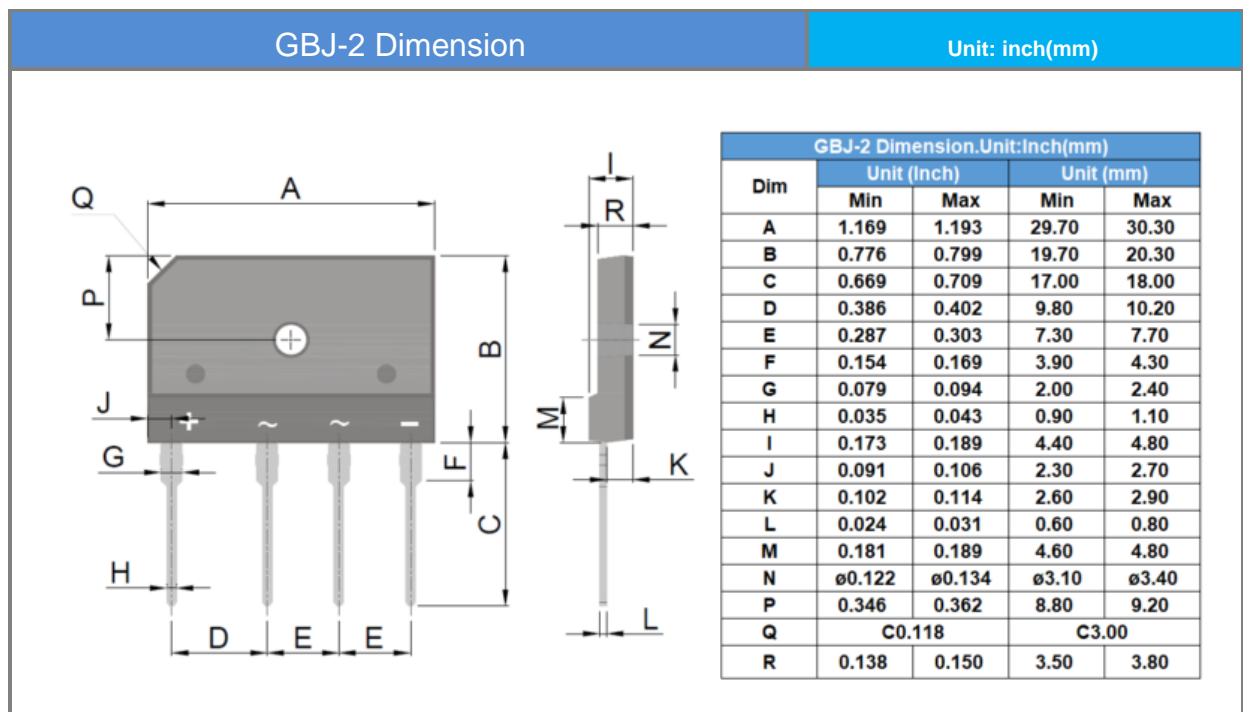 GBJ-2 Dimension
Unit: inch(mm)
Q
A
P
B
J
+ ~ ~ −
G
F
C
H
D
E
E
I
R
N
M
K
L
GBJ-2 Dimension.Unit:Inch(mm)
Dim Unit (Inch) Unit (mm)
Min Max Min Max
A 1.169 1.193 29.70 30.30
B 0.776 0.799 19.70 20.30
C 0.669 0.709 17.00 18.00
D 0.386 0.402 9.80 10.20
E 0.287 0.303 7.30 7.70
F 0.154 0.169 3.90 4.30
G 0.079 0.094 2.00 2.40
H 0.035 0.043 0.90 1.10
I 0.173 0.189 4.40 4.80
J 0.091 0.106 2.30 2.70
K 0.102 0.114 2.60 2.90
L 0.024 0.031 0.60 0.80
M 0.181 0.189 4.60 4.80
N ø0.122 ø0.134 ø3.10 ø3.40
P 0.346 0.362 8.80 9.20
Q C0.118 C3.00
R 0.138 0.150 3.50 3.80